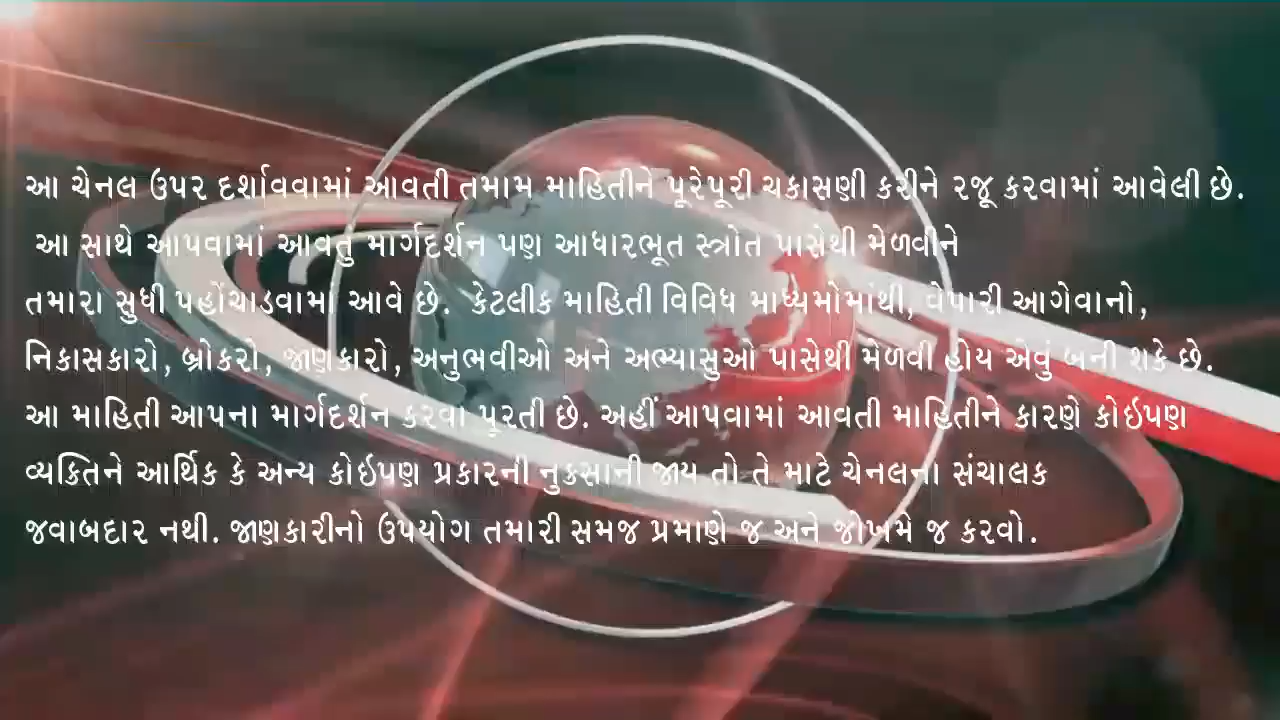 આ ચેનલ ઉપર દર્શાવવામાં આવતી તમામ માહિતીને પૂરેપૂરી ચકાસણી કરીને રજૂ કરવામાં આવેલી છે.
આ સાથે આપવામાં આવતુ માર્ગદર્શન પણ આધારભૂત સ્ત્રોત પાસેથી મેળવીને
તમારા સુધી પહોંચાડવામાં આવે છે. કેટલીક માહિતી વિવિધ માધ્યમોમાંથી, વેપારી આગેવાનો,
નિકાસકારો, બ્રોકરો, જાણકારો, અનુભવીઓ અને અભ્યાસુઓ પાસેથી મેળવી હોય એવું બની શકે છે.
આ માહિતી આપના માર્ગદર્શન કરવા પૂરતી છે. અહીં આપવામાં આવતી માહિતીને કારણે કોઇપણ
વ્યકિતને આર્થિક કે અન્ય કોઇપણ પ્રકારની નુકસાની જાય તો તે માટે ચેનલના સંચાલક
જવાબદાર નથી. જાણકારીનો ઉપયોગ તમારી સમજ પ્રમાણે જ અને જોખમે જ કરવો.